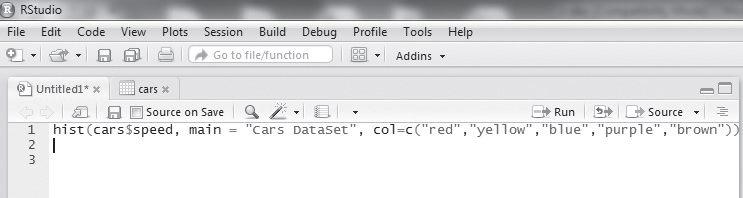 R RStudio
File Edit Code View Plots Session Build Debug Profile Tools Help
Go to file/function Addins
Untitled1* cars
Source on Save Run Source
1 hist(cars$speed, main = "Cars DataSet", col=c("red","yellow","blue","purple","brown"))
2
3